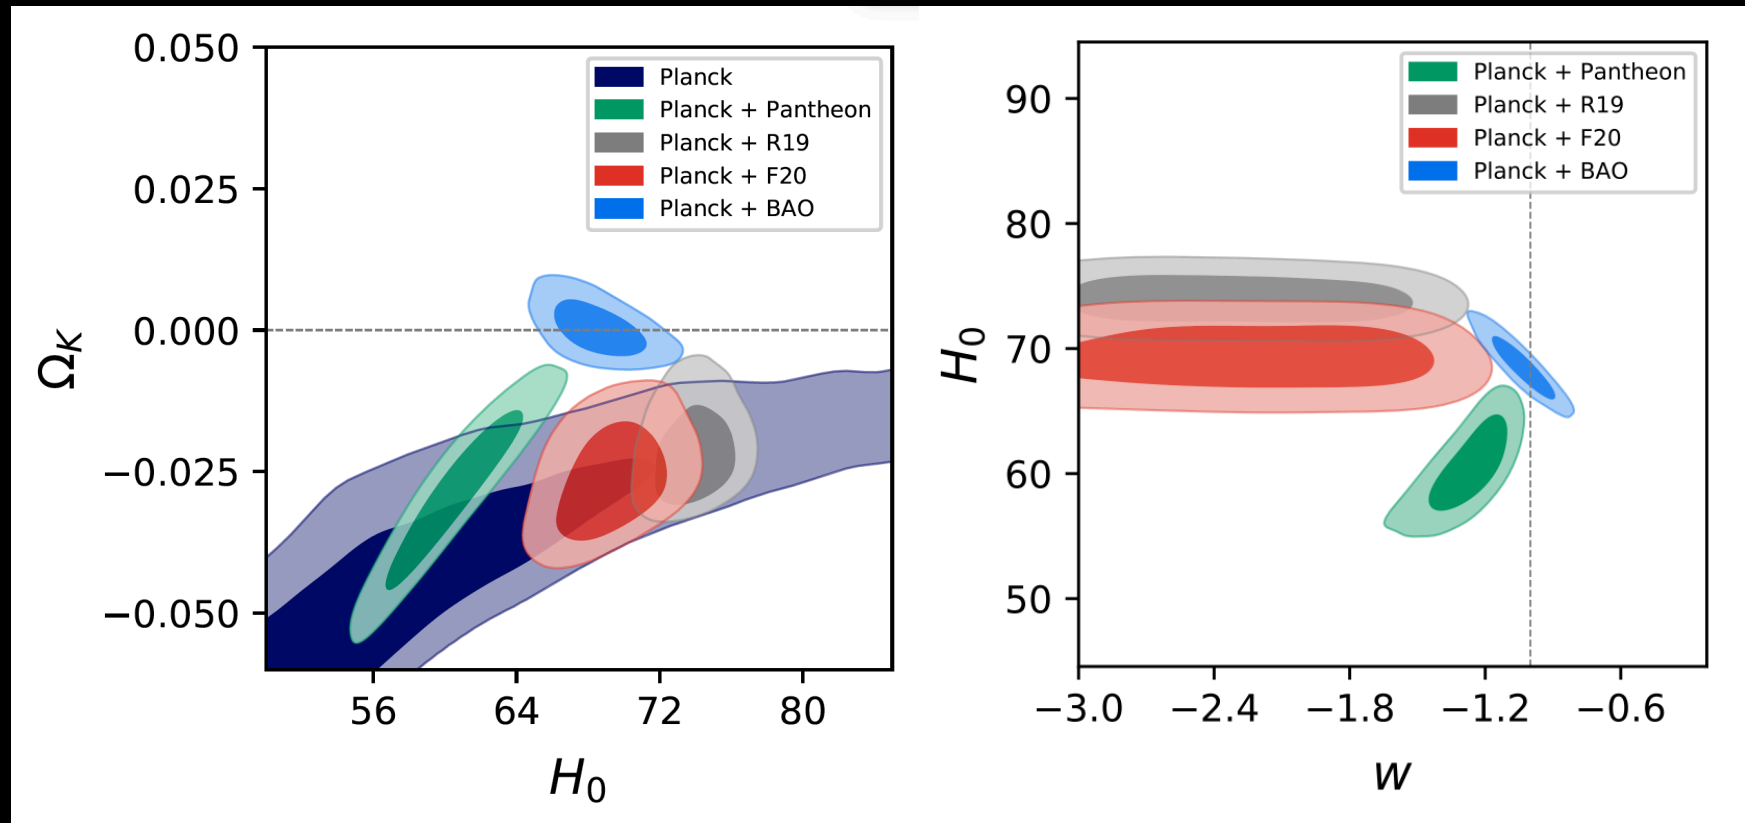 0.050
0.025
0.000
−0.025
−0.050
Ω_K
56 64 72 80
H_0
Planck
Planck + Pantheon
Planck + R19
Planck + F20
Planck + BAO
90
80
70
60
50
H_0
−3.0 −2.4 −1.8 −1.2 −0.6
w
Planck + Pantheon
Planck + R19
Planck + F20
Planck + BAO